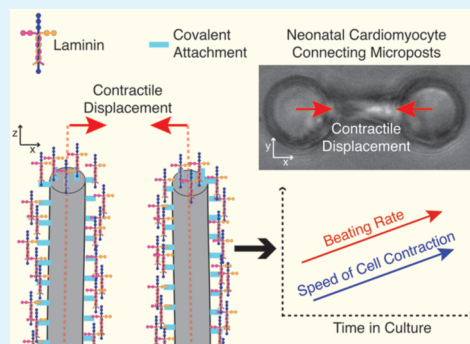 Laminin
Covalent
Attachment
Neonatal Cardiomyocyte
Connecting Microposts
Contractile
Displacement
z
x
Contractile
Displacement
y
x
Beating Rate
Speed of Cell Contraction
Time in Culture